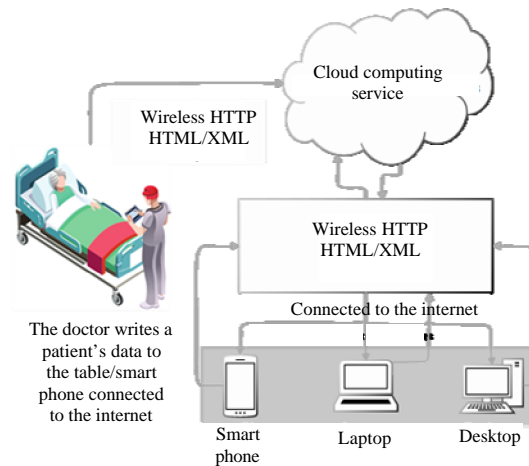 Cloud computing
service
Wireless HTTP
HTML/XML
Wireless HTTP
HTML/XML
Connected to the internet
The doctor writes a
patient's data to
the table/smart
phone connected
to the internet
Smart
phone
Laptop
Desktop